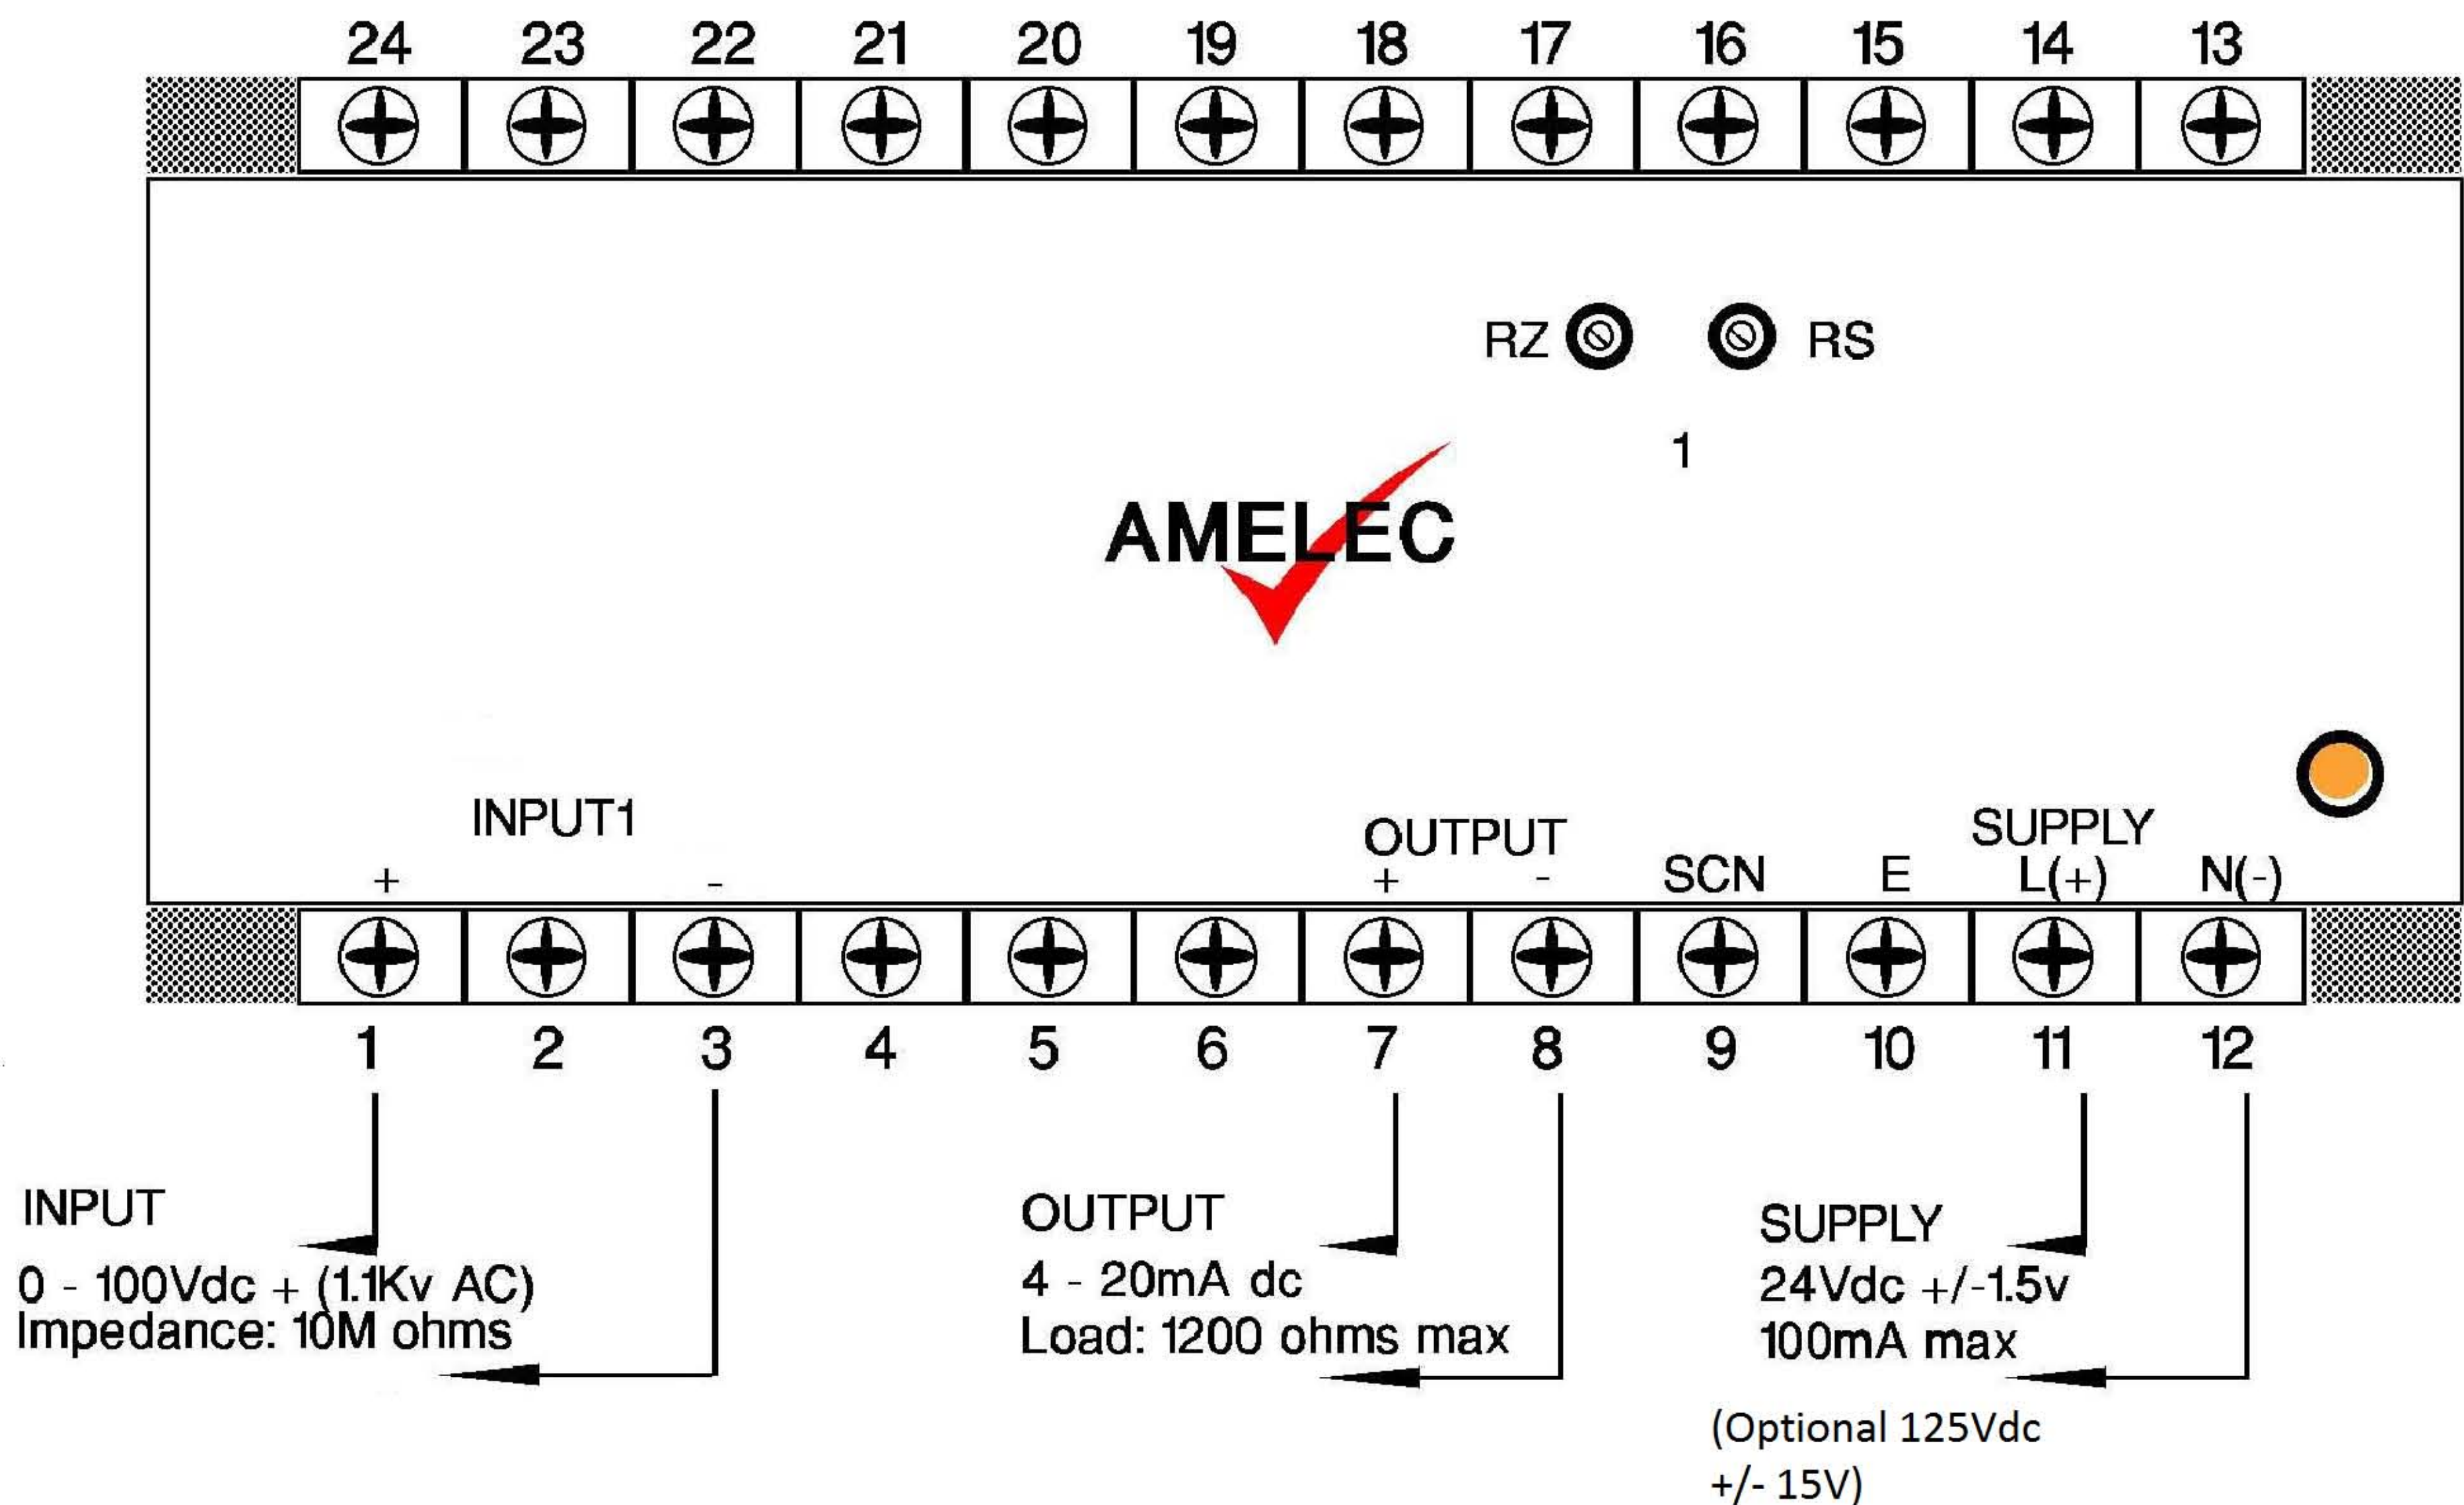 24 23 22 21 20 19 18 17 16 15 14 13
RZ RS
1
AMELEC
INPUT1
+ -
OUTPUT
+ -
SCN E
SUPPLY
L(+) N(-)
1 2 3 4 5 6 7 8 9 10 11 12
INPUT
0 - 100Vdc + (1.1Kv AC)
Impedance: 10M ohms
OUTPUT
4 - 20mA dc
Load: 1200 ohms max
SUPPLY
24Vdc +/-1.5v
100mA max
(Optional 125Vdc
+/- 15V)